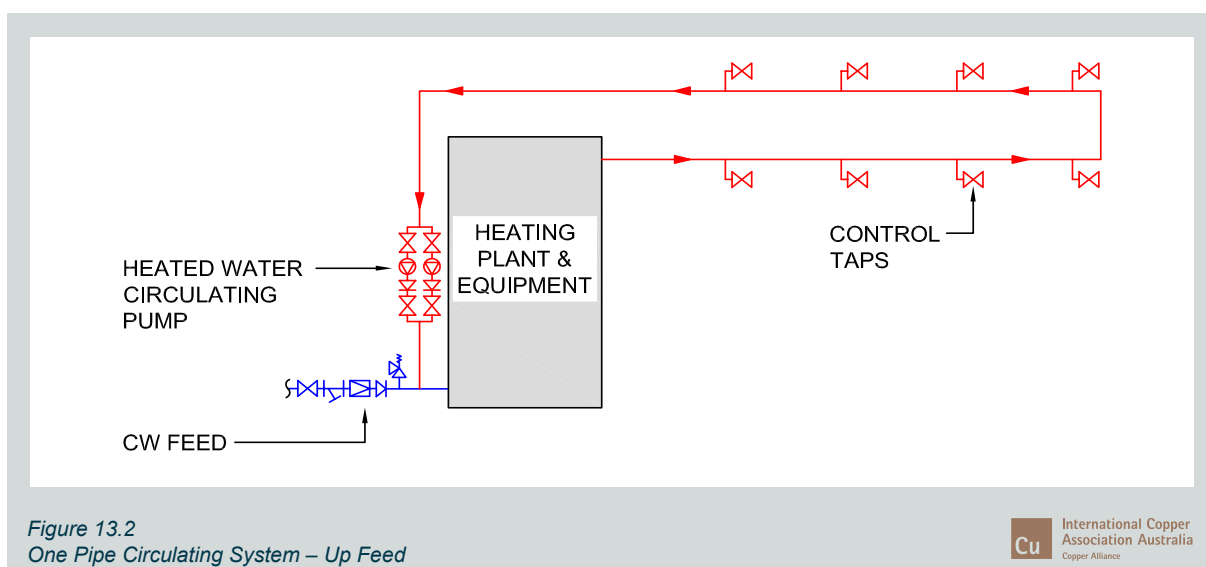 HEATING
PLANT &
EQUIPMENT
CONTROL
TAPS
HEATED WATER
CIRCULATING
PUMP
CW FEED
Figure 13.2
One Pipe Circulating System – Up Feed
Cu
International Copper
Association Australia
Copper Alliance